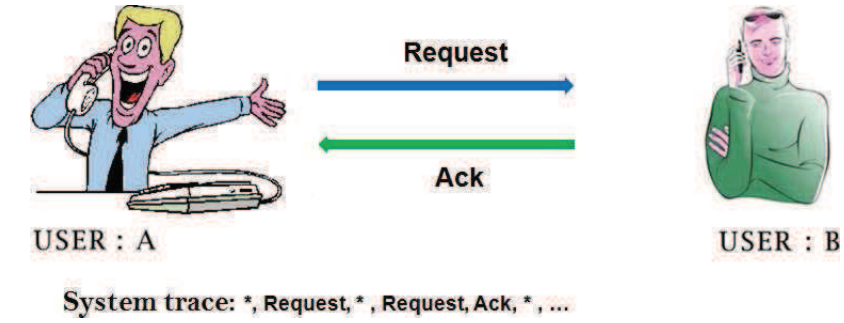 Request
Ack
USER : A
USER : B
System trace: *, Request, * , Request, Ack, * , ...